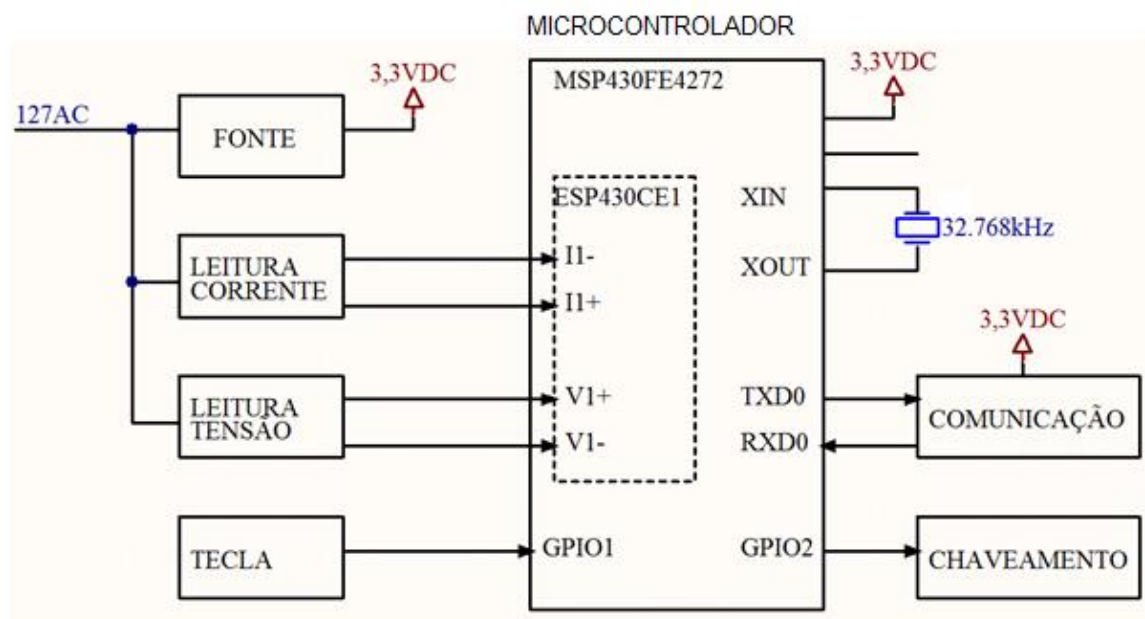 MICROCONTROLADOR
127AC
FONTE
3,3VDC
LEITURA
CORRENTE
LEITURA
TENSÃO
TECLA
MSP430FE4272
ESP430CE1
I1-
I1+
V1+
V1-
GPIO1
XIN
XOUT
TXD0
RXD0
GPIO2
3,3VDC
32.768kHz
3,3VDC
COMUNICAÇÃO
CHAVEAMENTO